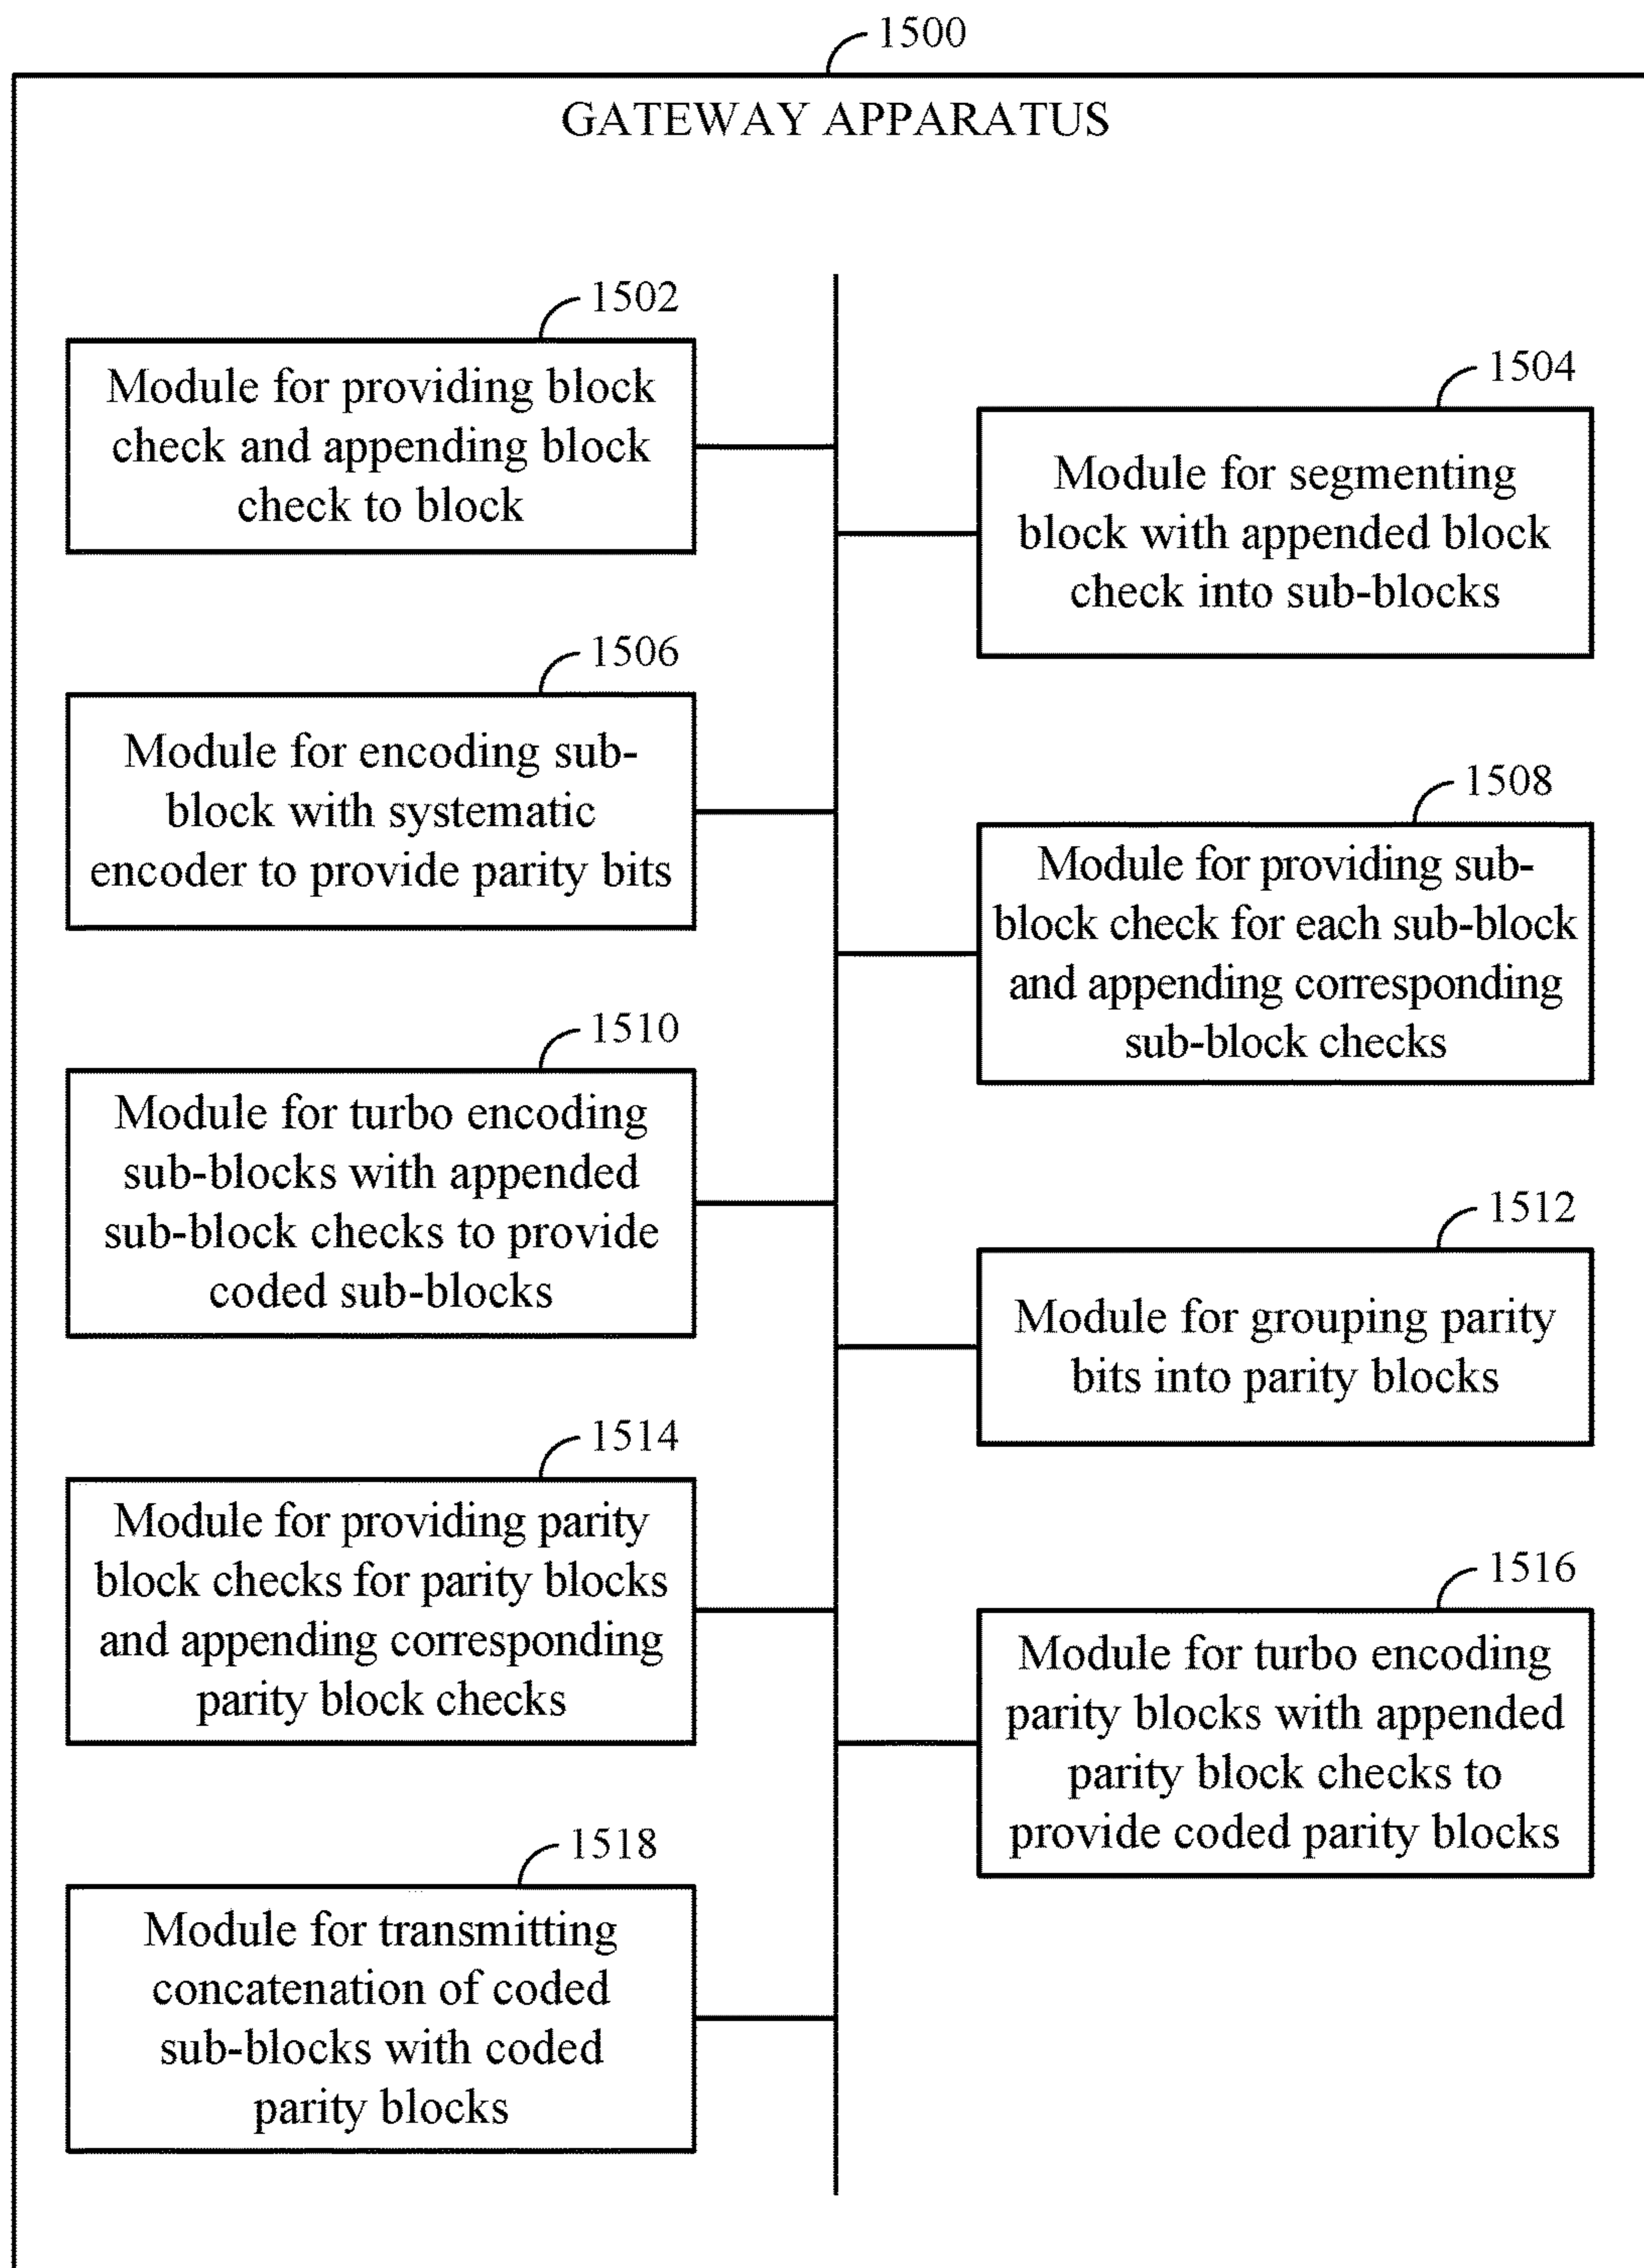 1500
GATEWAY APPARATUS
1502
Module for providing block
check and appending block
check to block
1504
Module for segmenting
block with appended block
check into sub-blocks
1506
Module for encoding sub-
block with systematic
encoder to provide parity bits
1508
Module for providing sub-
block check for each sub-block
and appending corresponding
sub-block checks
1510
Module for turbo encoding
sub-blocks with appended
sub-block checks to provide
coded sub-blocks
1512
Module for grouping parity
bits into parity blocks
1514
Module for providing parity
block checks for parity blocks
and appending corresponding
parity block checks
1516
Module for turbo encoding
parity blocks with appended
parity block checks to
provide coded parity blocks
1518
Module for transmitting
concatenation of coded
sub-blocks with coded
parity blocks